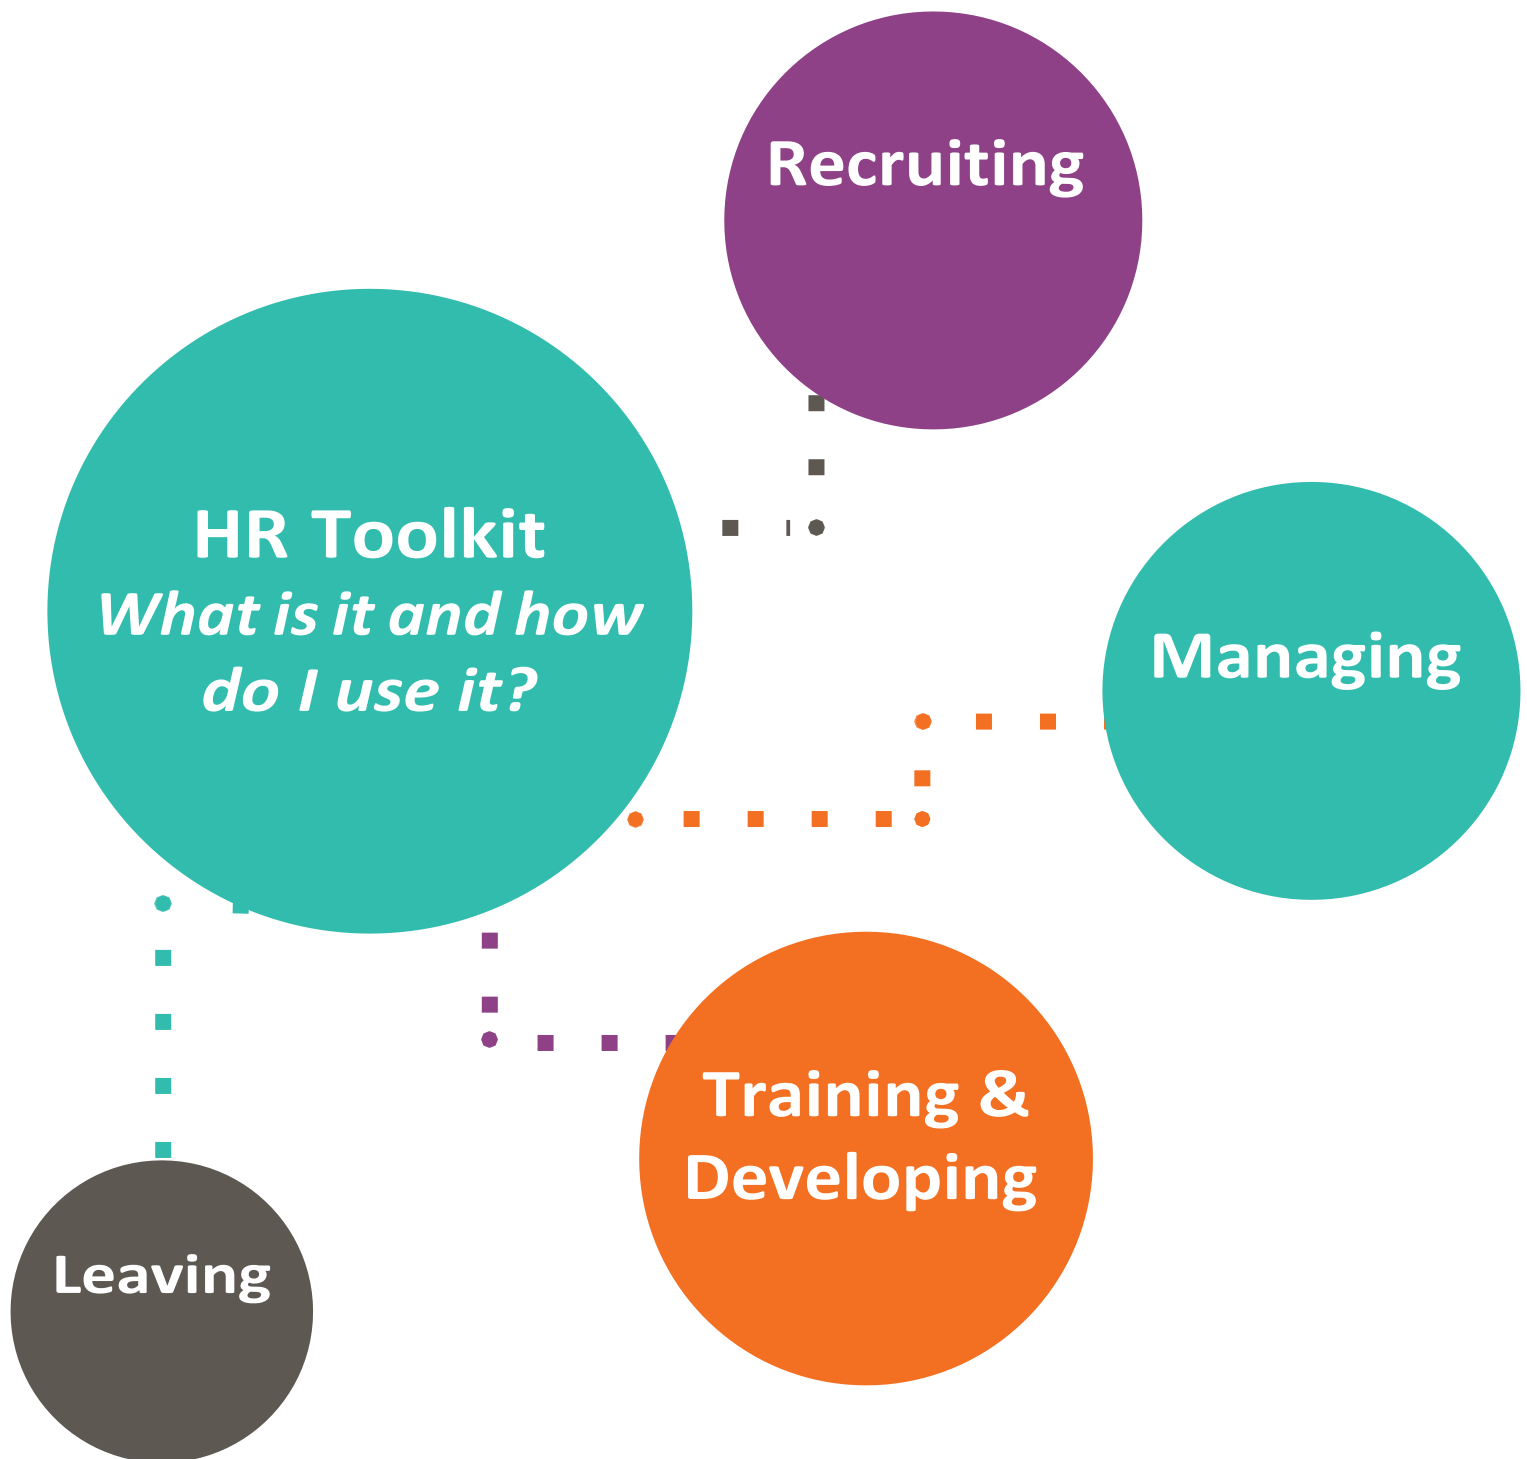 Recruiting
HR Toolkit
What is it and how
do I use it?
Managing
Training &
Developing
Leaving